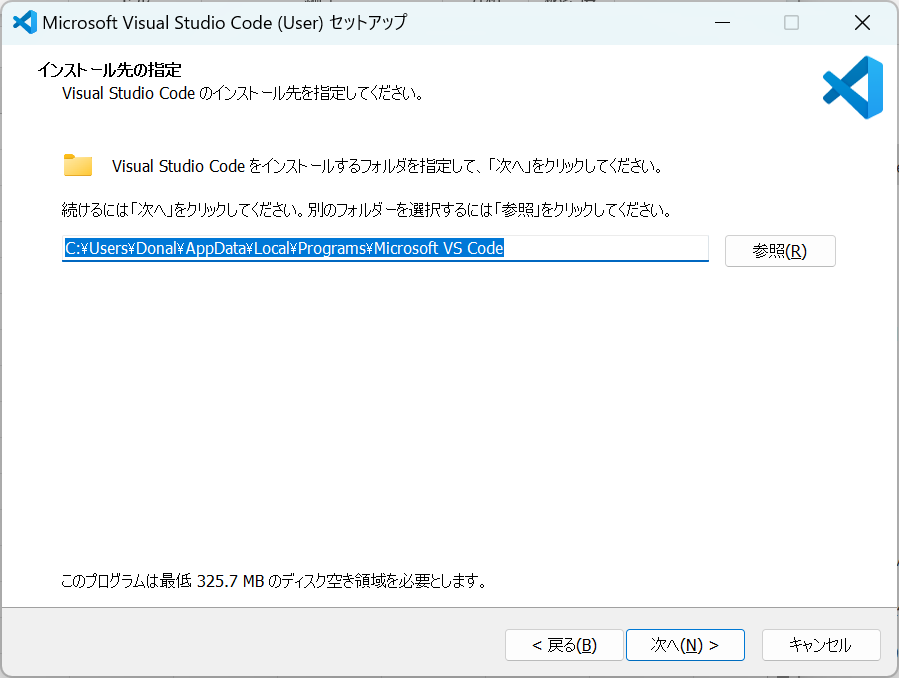 Microsoft Visual Studio Code (User) セットアップ
インストール先の指定
Visual Studio Code のインストール先を指定してください。
Visual Studio Code をインストールするフォルダを指定して、「次へ」をクリックしてください。
続けるには「次へ」をクリックしてください。別のフォルダーを選択するには「参照」をクリックしてください。
C:¥Users¥Donal¥AppData¥Local¥Programs¥Microsoft VS Code
参照(R)
このプログラムは最低 325.7 MB のディスク空き領域を必要とします。
< 戻る(B)
次へ(N) >
キャンセル